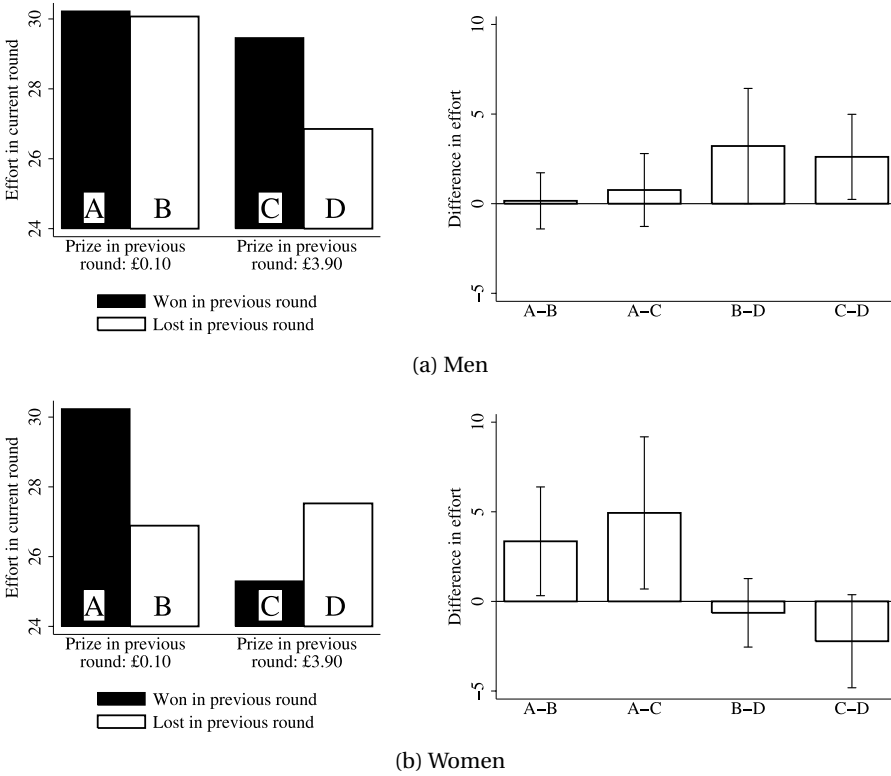 30
28
26
24
Effort in current round
A B C D
Prize in previous
round: £0.10
Prize in previous
round: £3.90
Won in previous round
Lost in previous round
10
5
0
−5
Difference in effort
A−B A−C B−D C−D
(a) Men
30
28
26
24
Effort in current round
A B C D
Prize in previous
round: £0.10
Prize in previous
round: £3.90
Won in previous round
Lost in previous round
10
5
0
−5
Difference in effort
A−B A−C B−D C−D
(b) Women